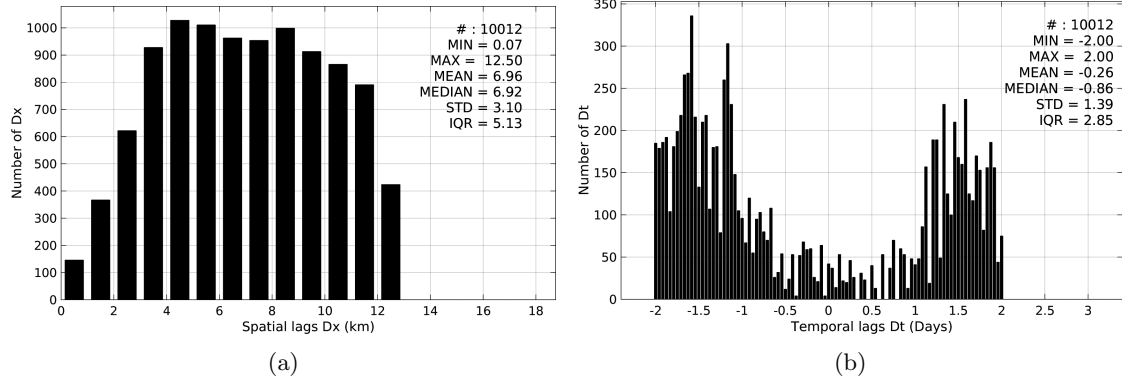 1000
900
800
700
600
500
400
300
200
100
0
Number of Dx
# : 10012
MIN = 0.07
MAX = 12.50
MEAN = 6.96
MEDIAN = 6.92
STD = 3.10
IQR = 5.13
0 2 4 6 8 10 12 14 16 18
Spatial lags Dx (km)
(a)
350
300
250
200
150
100
50
0
Number of Dt
# : 10012
MIN = -2.00
MAX = 2.00
MEAN = -0.26
MEDIAN = -0.86
STD = 1.39
IQR = 2.85
-2 -1.5 -1 -0.5 0 0.5 1 1.5 2 2.5 3
Temporal lags Dt (Days)
(b)